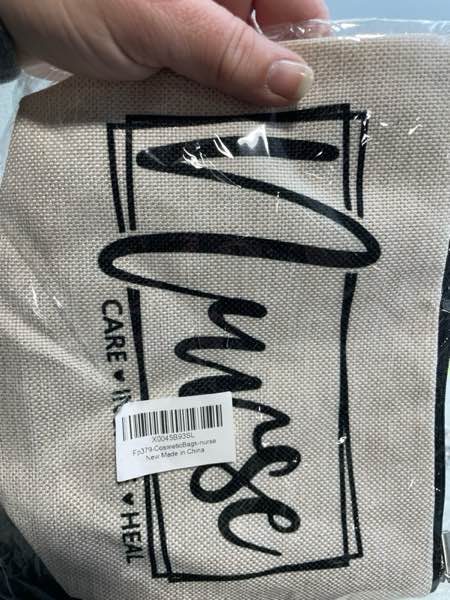 Nurse
CARE ♥ IN
♥ HEAL
X0045B93SL
Fp379-CosmeticBags-nurse
New Made in China